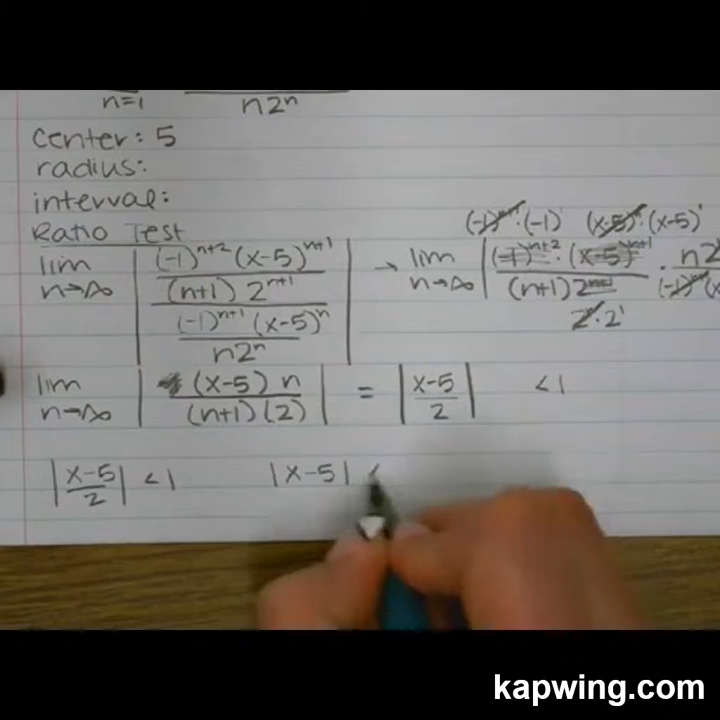 n=1 n2ⁿ
center: 5
radius:
interval:
Ratio Test
(-1)ⁿ⁺¹·(-1)¹ (x-5)ⁿ·(x-5)¹
lim n→∞ | (-1)ⁿ⁺² (x-5)ⁿ⁺¹ / (n+1) 2ⁿ⁺¹ / (-1)ⁿ⁺¹ (x-5)ⁿ / n2ⁿ | → lim n→∞ | (-1)ⁿ⁺² · (x-5)ⁿ⁺¹ / (n+1) 2ⁿ⁺¹ · n2 / (-1)ⁿ⁺¹ (x
2ⁿ·2¹
lim n→∞ | (x-5) n / (n+1) (2) | = | x-5 / 2 | <1
| x-5 / 2 | <1 |x-5| <
kapwing.com